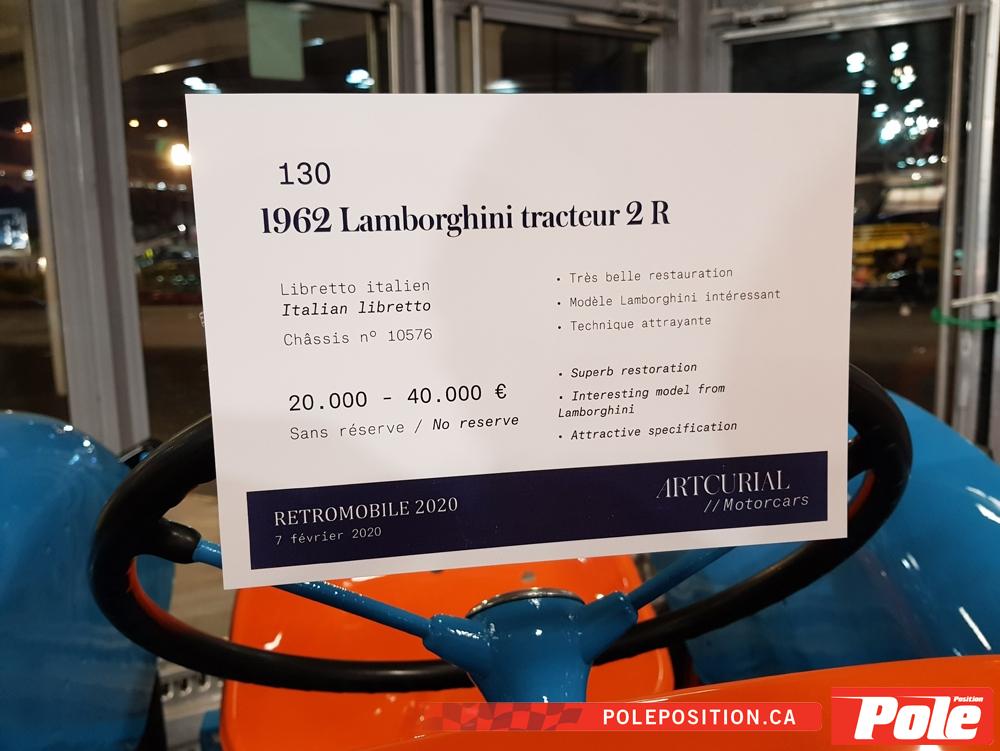 130
1962 Lamborghini tracteur 2 R
Libretto italien
Italian libretto
Châssis nº 10576
20.000 - 40.000 €
Sans réserve / No reserve
• Très belle restauration
• Modèle Lamborghini intéressant
• Technique attrayante
• Superb restoration
• Interesting model from
Lamborghini
• Attractive specification
RETROMOBILE 2020
7 février 2020
ARTCURIAL
//Motorcars
POLEPOSITION.CA
Pole Position